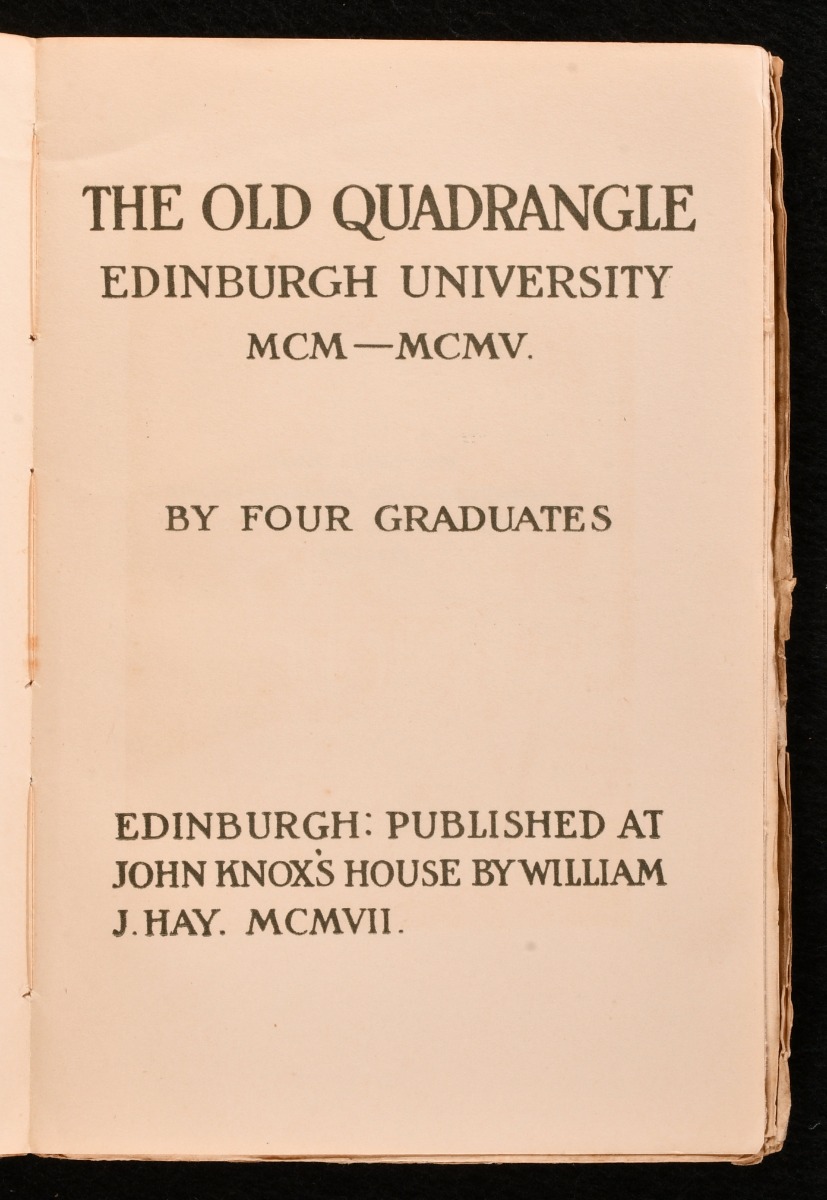 THE OLD QUADRANGLE
EDINBURGH UNIVERSITY
MCM—MCMV.
BY FOUR GRADUATES
EDINBURGH: PUBLISHED AT
JOHN KNOX'S HOUSE BY WILLIAM
J. HAY. MCMVII.